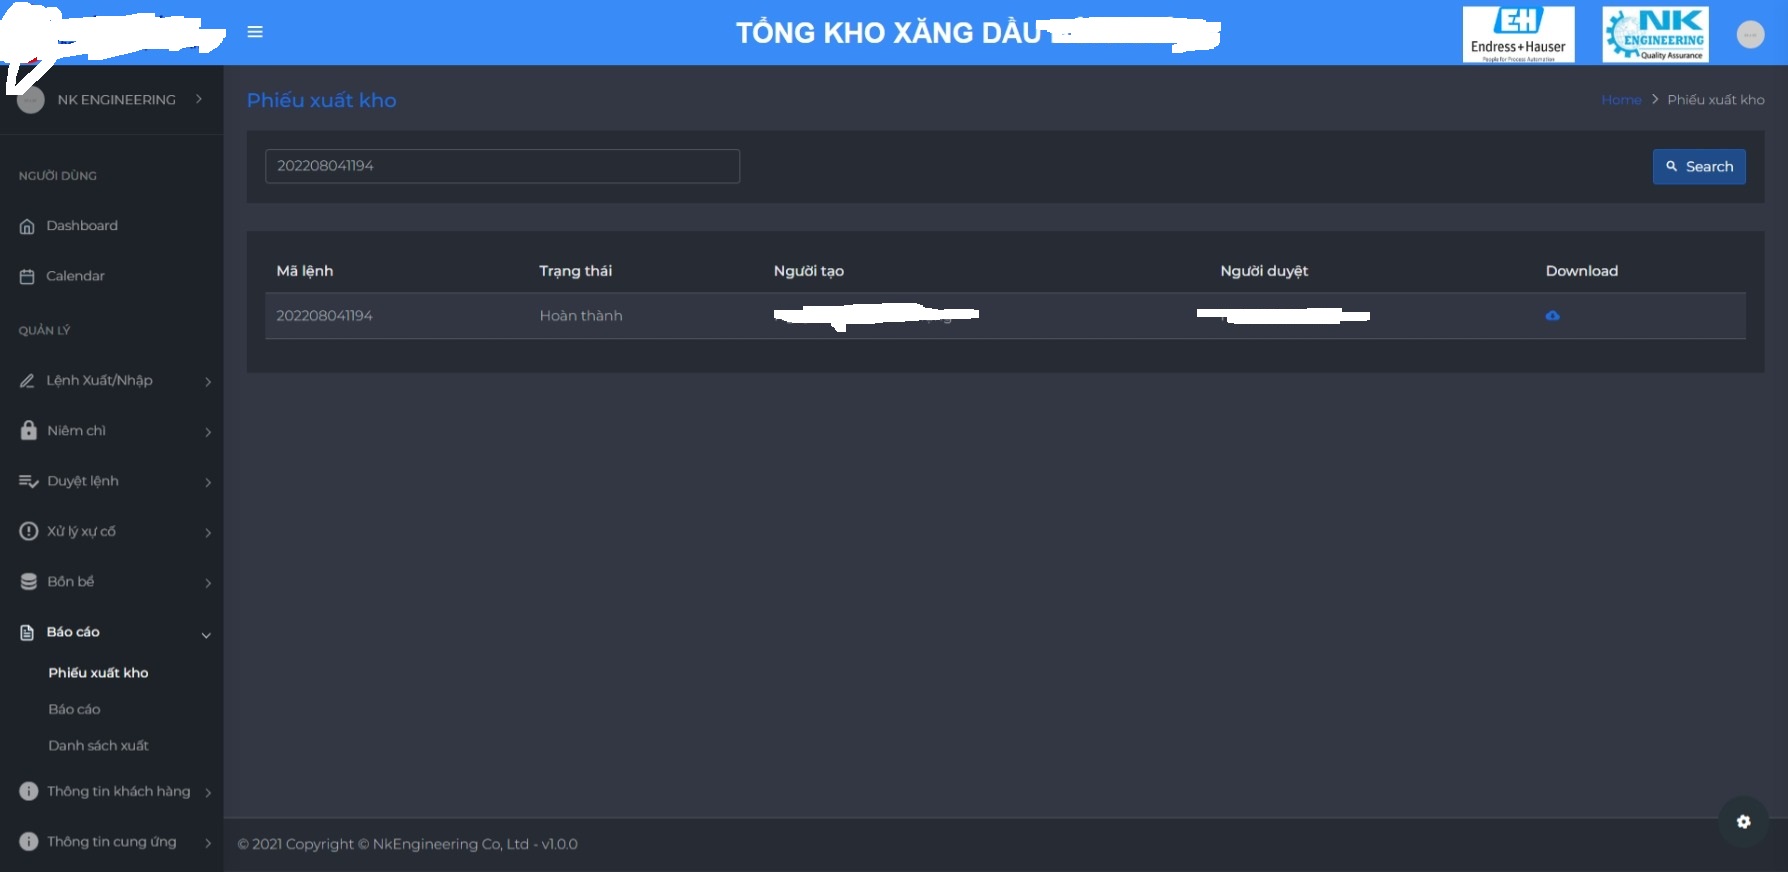 TỔNG KHO XĂNG DẦU
EH
Endress+Hauser
People for Process Automation
NK
ENGINEERING
Quality Assurance
NK ENGINEERING
Phiếu xuất kho
Home > Phiếu xuất kho
202208041194
Search
NGƯỜI DÙNG
Dashboard
Calendar
QUẢN LÝ
Lệnh Xuất/Nhập
Niêm chì
Duyệt lệnh
Xử lý xự cố
Bồn bể
Báo cáo
Phiếu xuất kho
Báo cáo
Danh sách xuất
Thông tin khách hàng
Thông tin cung ứng
Mã lệnh Trạng thái Người tạo Người duyệt Download
202208041194 Hoàn thành
© 2021 Copyright © NkEngineering Co, Ltd - v1.0.0